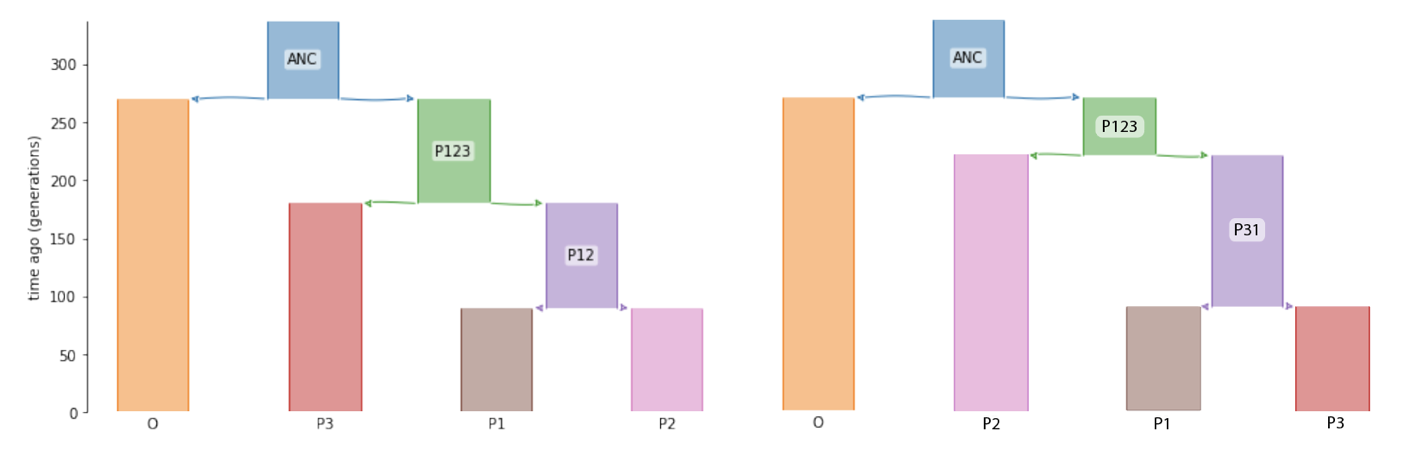 time ago (generations)
300
250
200
150
100
50
0
ANC
P123
P12
O
P3
P1
P2
ANC
P123
P31
O
P2
P1
P3